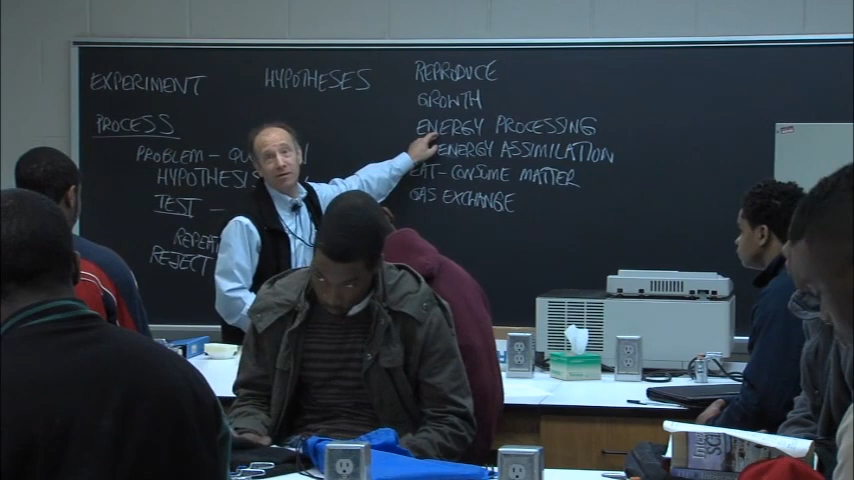 EXPERIMENT
HYPOTHESES
PROCESS
PROBLEM -
HYPOTHESIS
TEST -
REPEAT
REJECT
REPRODUCE
GROWTH
ENERGY PROCESSING
ENERGY ASSIMILATION
EAT - CONSUME MATTER
GAS EXCHANGE